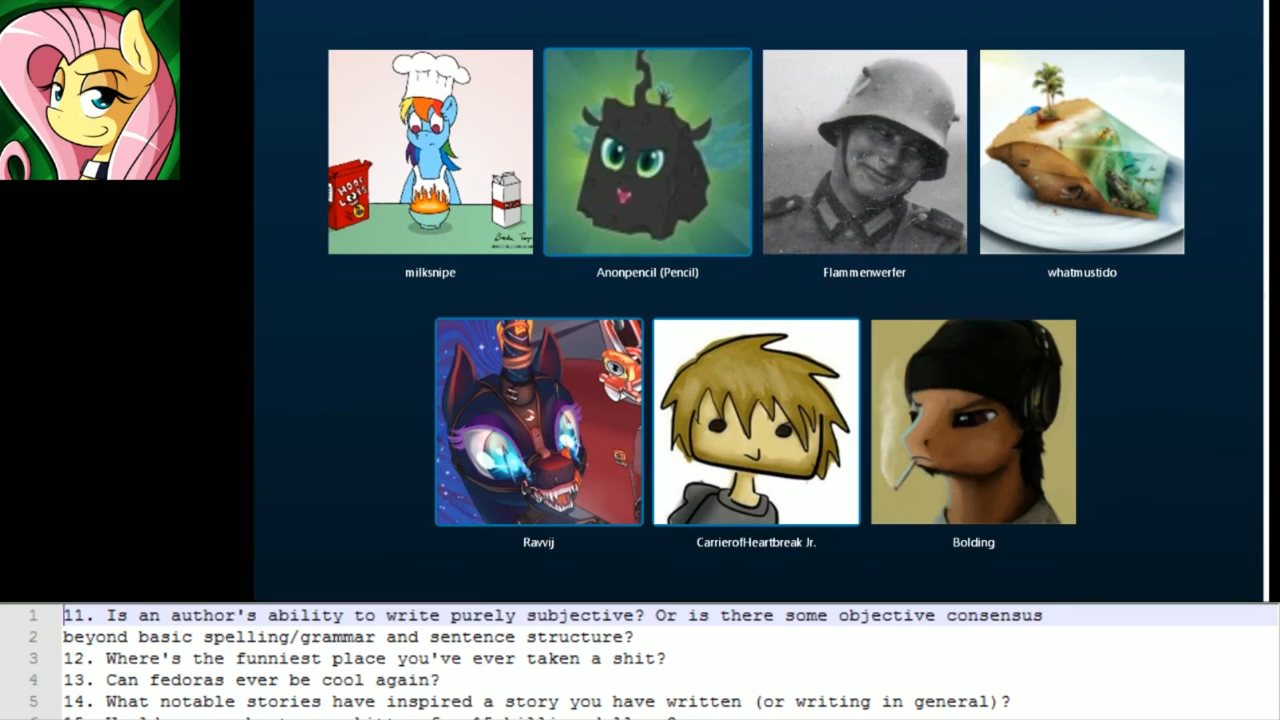 milksnipe
Anonpencil (Pencil)
Flammenwerfer
whatmustido
Ravvij
CarrierofHeartbreak Jr.
Bolding
1 11. Is an author's ability to write purely subjective? Or is there some objective consensus
2 beyond basic spelling/grammar and sentence structure?
3 12. Where's the funniest place you've ever taken a shit?
4 13. Can fedoras ever be cool again?
5 14. What notable stories have inspired a story you have written (or writing in general)?